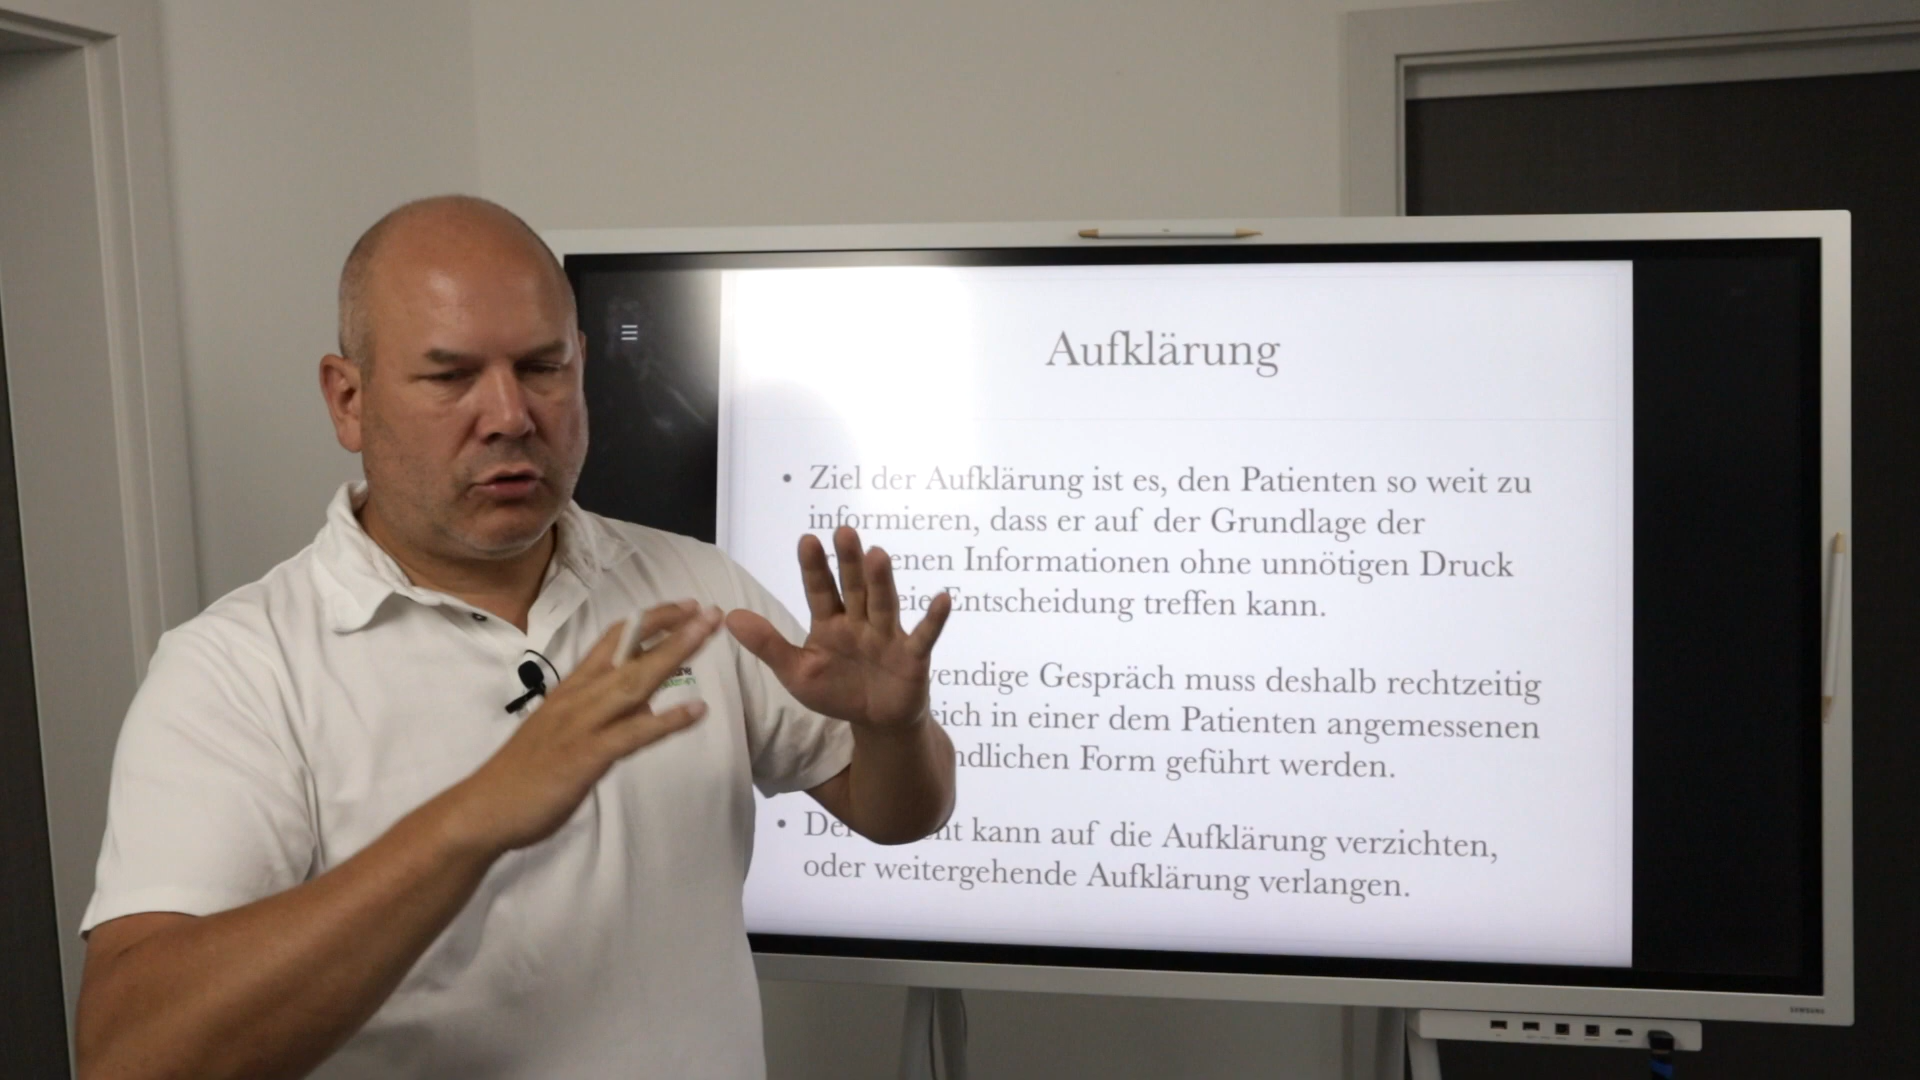 Aufklärung
• Ziel der Aufklärung ist es, den Patienten so weit zu
informieren, dass er auf der Grundlage der
Informationen ohne unnötigen Druck
Entscheidung treffen kann.
Gespräch muss deshalb rechtzeitig
in einer dem Patienten angemessenen
Form geführt werden.
• kann auf die Aufklärung verzichten,
oder weitergehende Aufklärung verlangen.
SAMSUNG